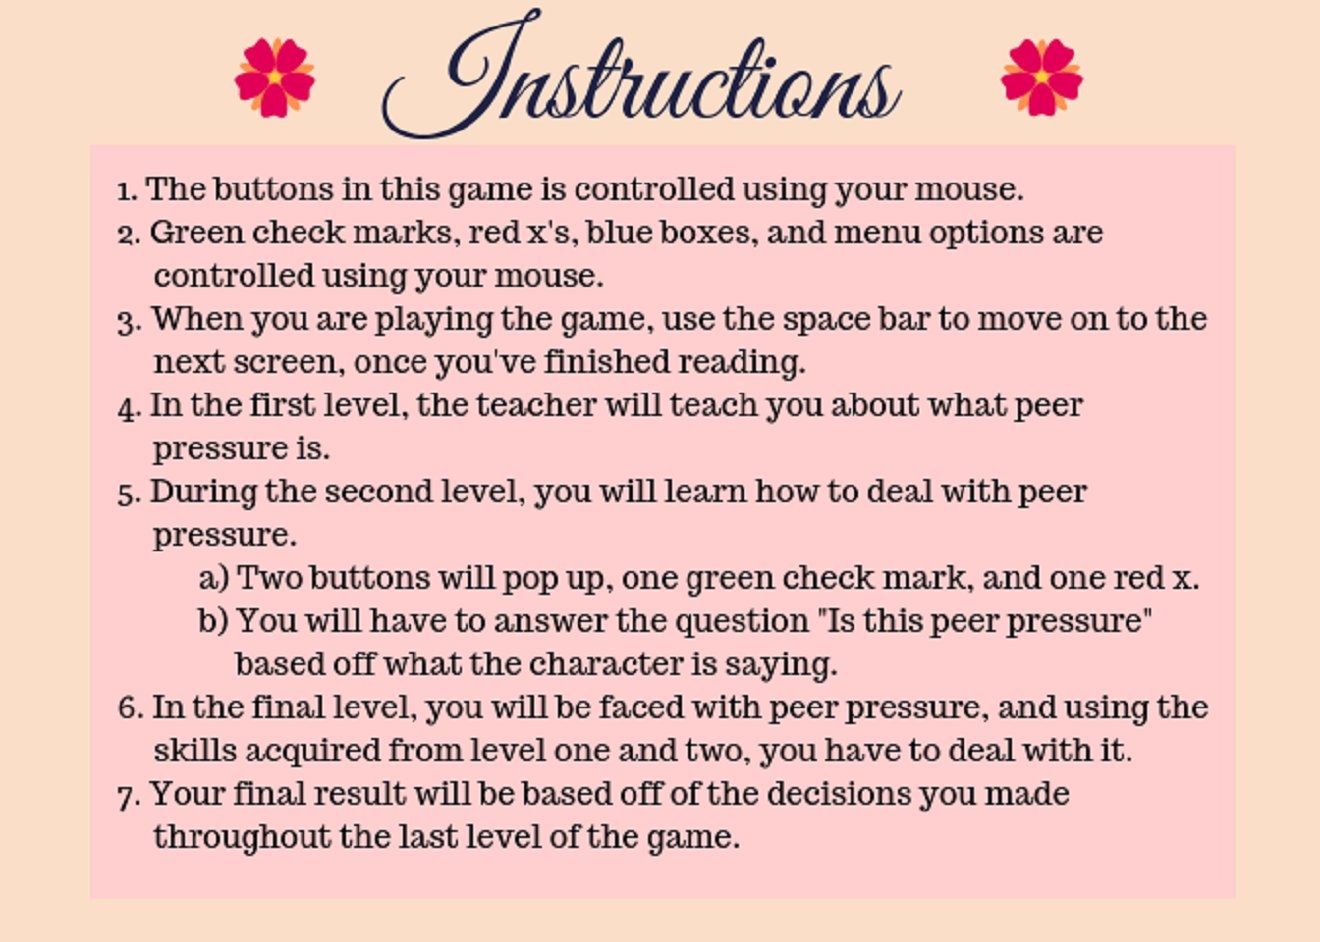 Instructions
1. The buttons in this game is controlled using your mouse.
2. Green check marks, red x's, blue boxes, and menu options are
controlled using your mouse.
3. When you are playing the game, use the space bar to move on to the
next screen, once you've finished reading.
4. In the first level, the teacher will teach you about what peer
pressure is.
5. During the second level, you will learn how to deal with peer
pressure.
a) Two buttons will pop up, one green check mark, and one red x.
b) You will have to answer the question "Is this peer pressure"
based off what the character is saying.
6. In the final level, you will be faced with peer pressure, and using the
skills acquired from level one and two, you have to deal with it.
7. Your final result will be based off of the decisions you made
throughout the last level of the game.